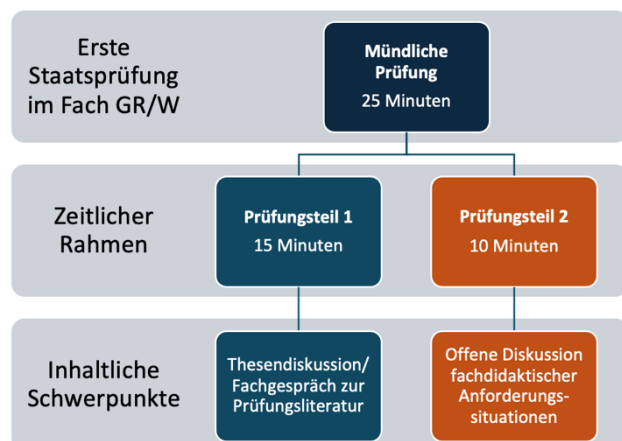 Erste
Staatsprüfung
im Fach GR/W
Mündliche
Prüfung
25 Minuten
Zeitlicher
Rahmen
Prüfungsteil 1
15 Minuten
Prüfungsteil 2
10 Minuten
Inhaltliche
Schwerpunkte
Thesendiskussion/
Fachgespräch zur
Prüfungsliteratur
Offene Diskussion
fachdidaktischer
Anforderungs-
situationen